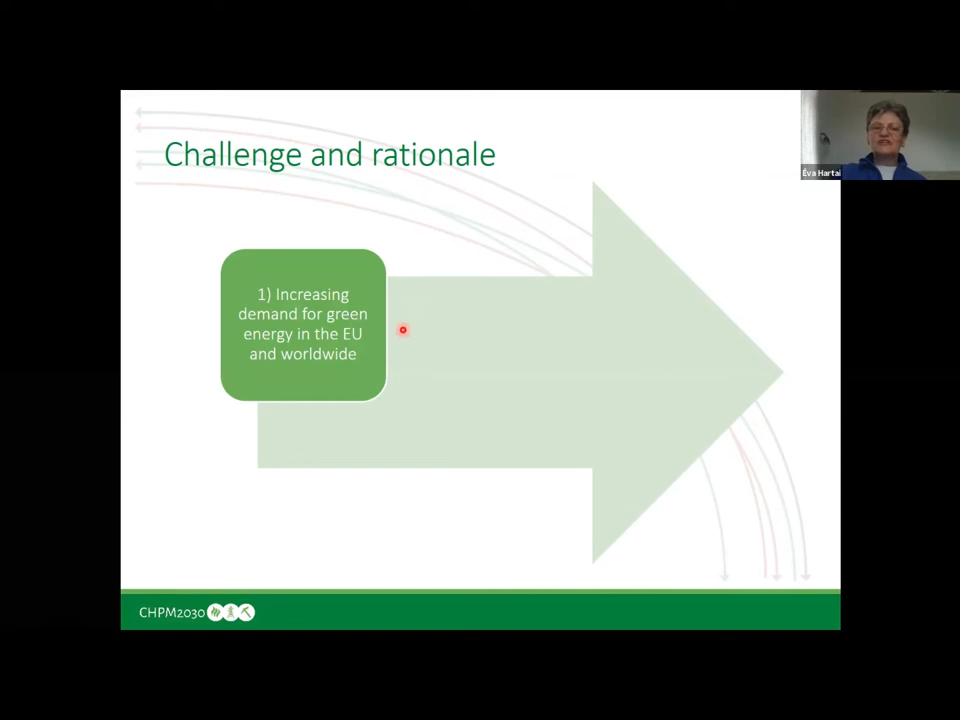 Challenge and rationale
Éva Hartai
1) Increasing
demand for green
energy in the EU
and worldwide
CHPM2030